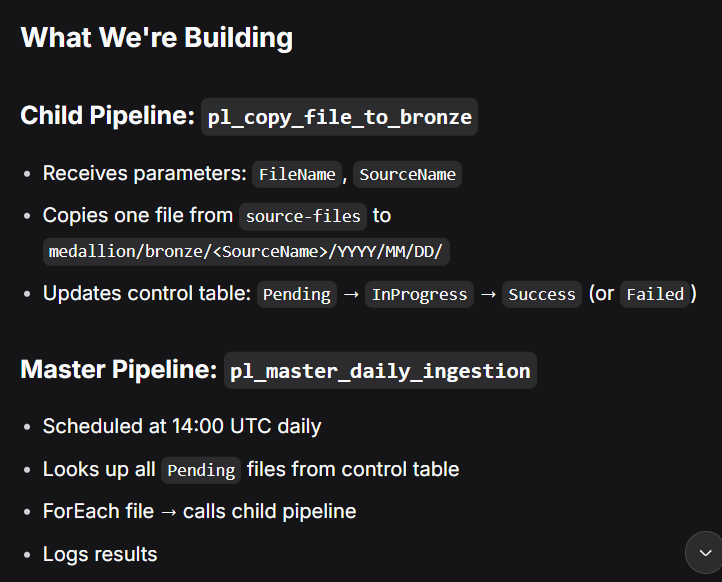 What We're Building
Child Pipeline: pl_copy_file_to_bronze
• Receives parameters: FileName, SourceName
• Copies one file from source-files to
medallion/bronze/<SourceName>/YYYY/MM/DD/
• Updates control table: Pending → InProgress → Success (or Failed)
Master Pipeline: pl_master_daily_ingestion
• Scheduled at 14:00 UTC daily
• Looks up all Pending files from control table
• ForEach file → calls child pipeline
• Logs results